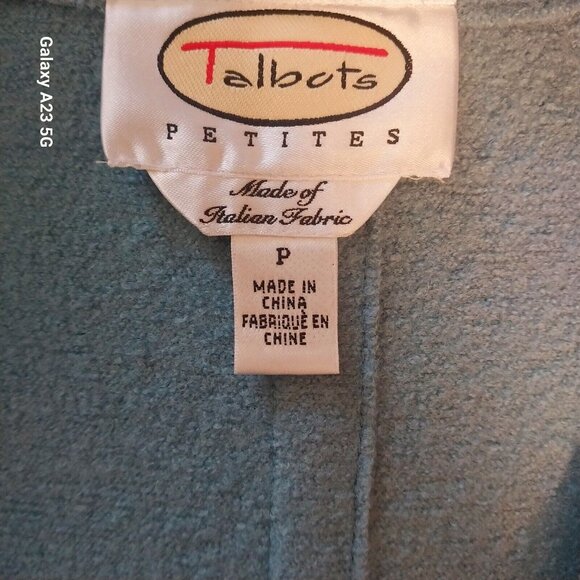 Talbots
PETITES
Made of
Italian Fabric
P
MADE IN
CHINA
FABRIQUÉ EN
CHINE
Galaxy A23 5G